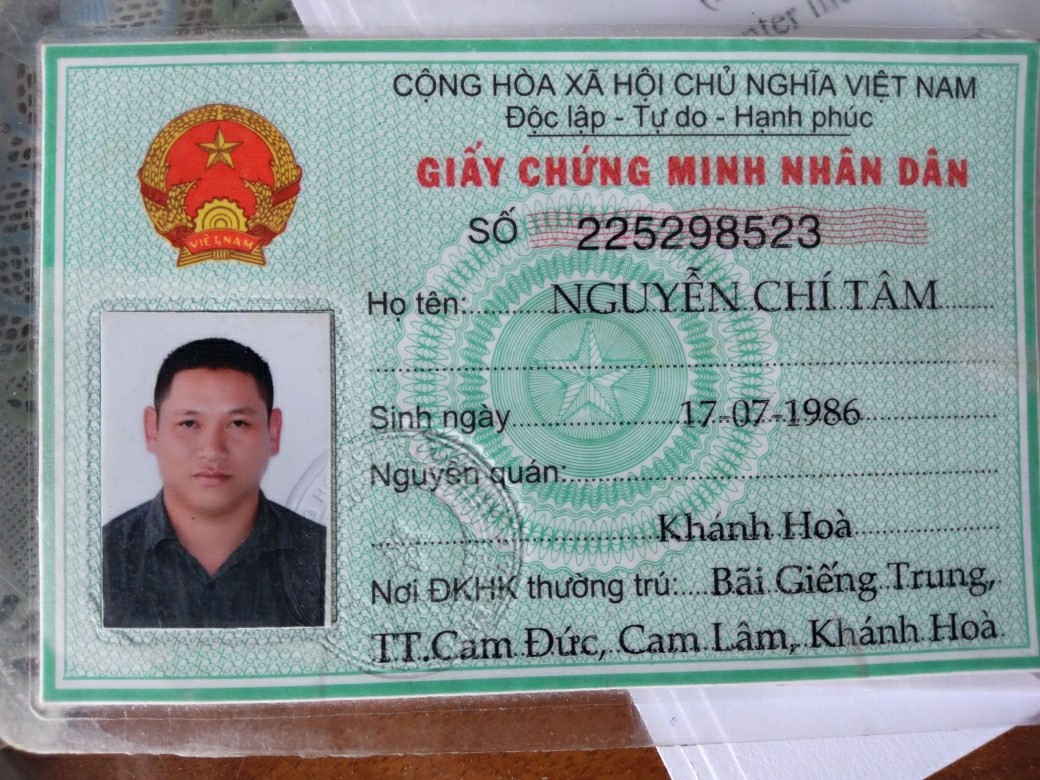 (
nter in
CỘNG HÒA XÃ HỘI CHỦ NGHĨA VIỆT NAM
Độc lập - Tự do - Hạnh phúc
GIẤY CHỨNG MINH NHÂN DÂN
VIỆT NAM
SỐ 225298523
Họ tên: NGUYỄN CHÍ TÂM
Sinh ngày 17-07-1986
Nguyên quán:
Khánh Hoà
Nơi ĐKHK thường trú: Bãi Giếng Trung,
TT.Cam Đức, Cam Lâm, Khánh Hoà